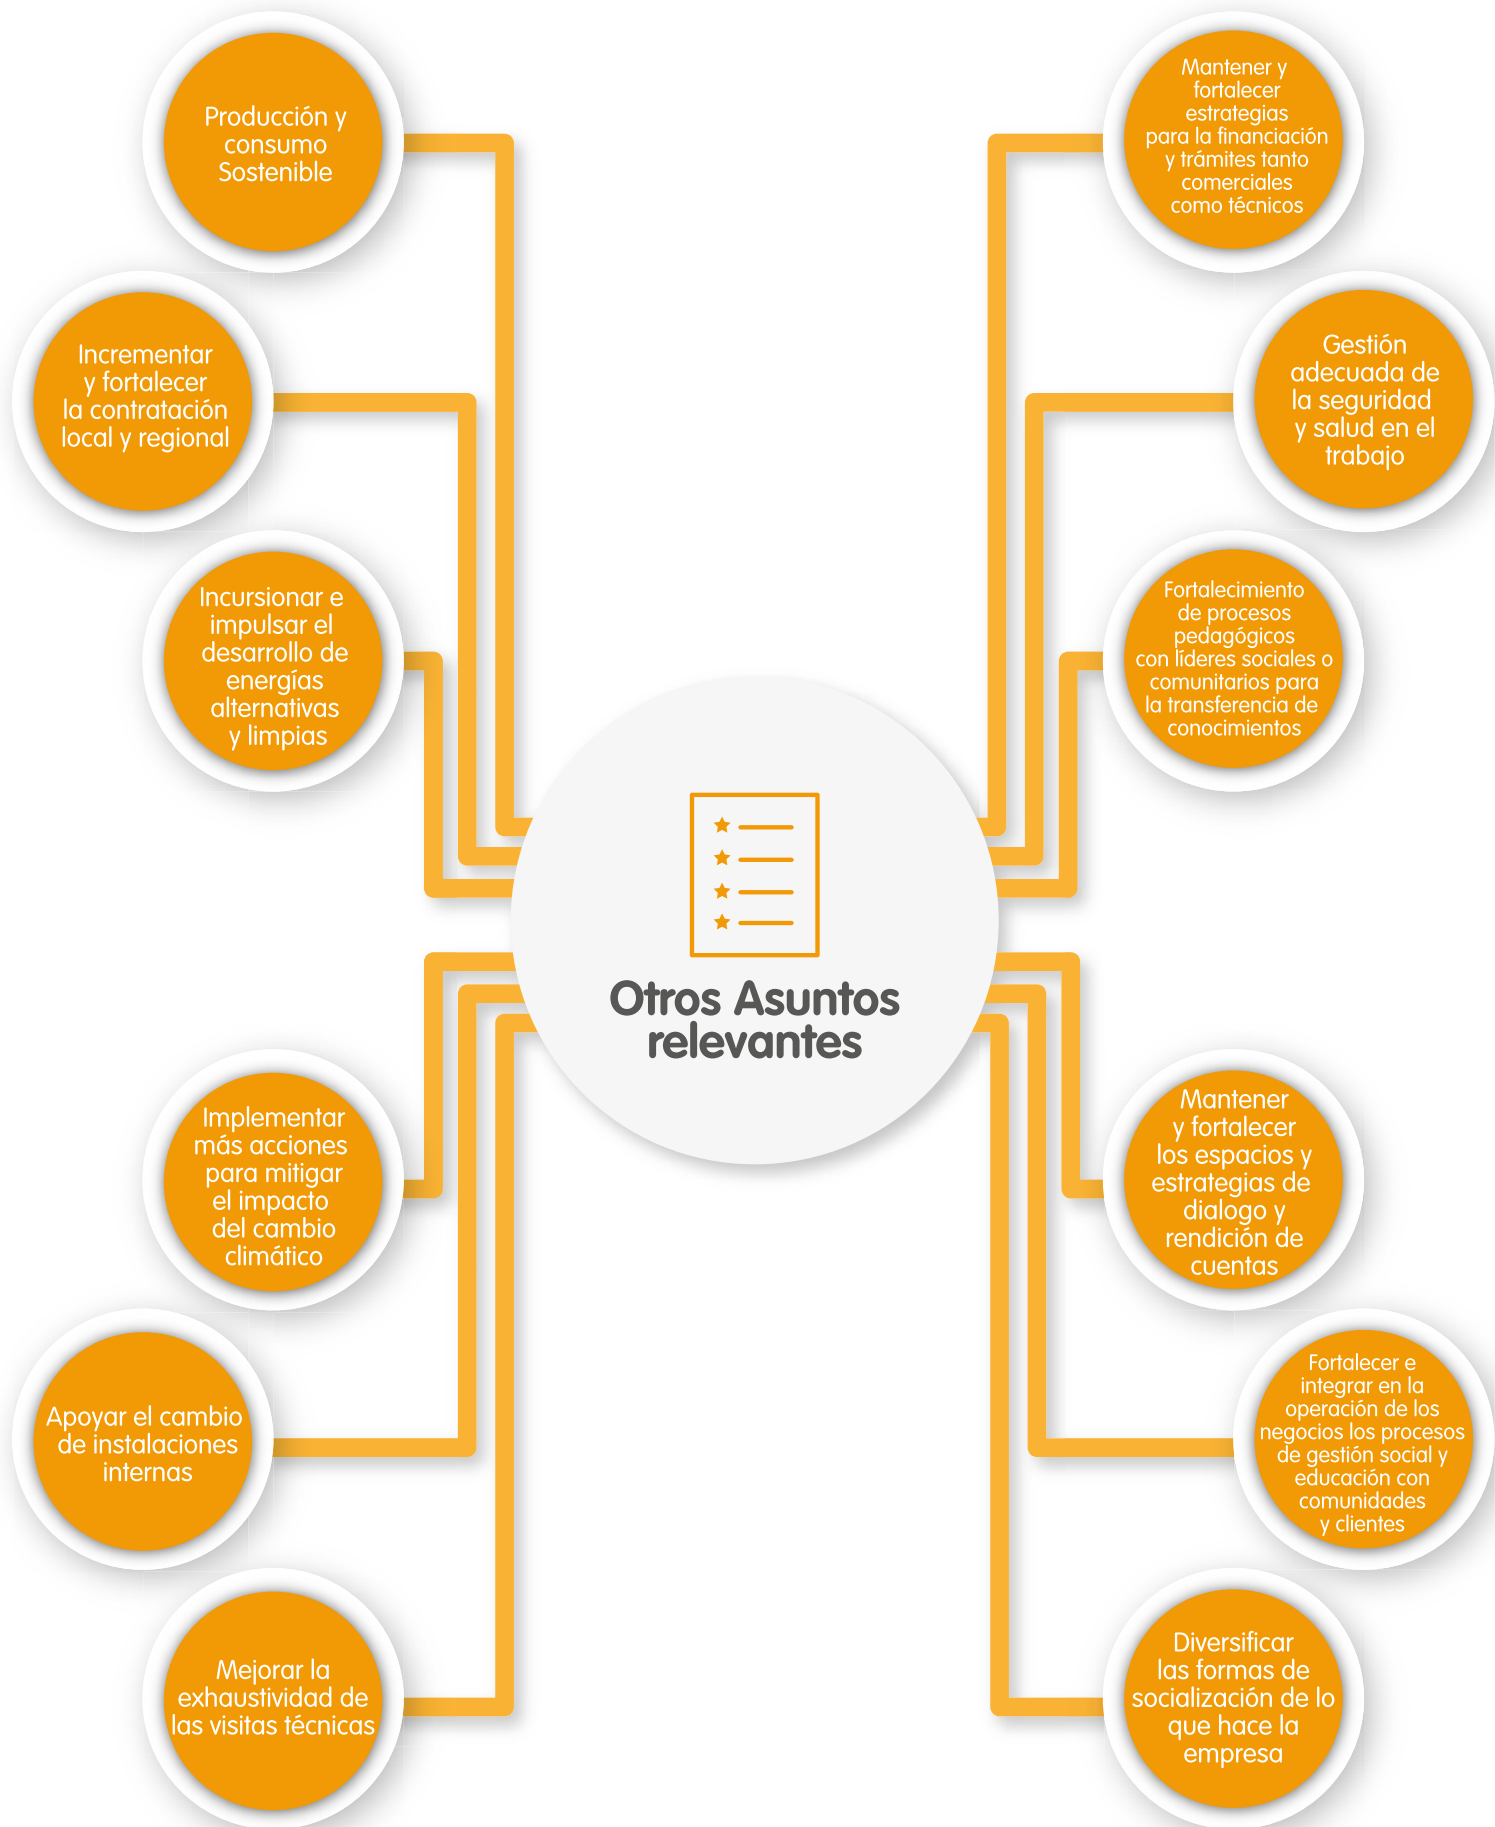 Producción y
consumo
Sostenible
Incrementar
y fortalecer
la contratación
local y regional
Incursionar e
impulsar el
desarrollo de
energías
alternativas
y limpias
Mantener y
fortalecer
estrategias
para la financiación
y trámites tanto
comerciales
como técnicos
Gestión
adecuada de
la seguridad
y salud en el
trabajo
Fortalecimiento
de procesos
pedagógicos
con líderes sociales o
comunitarios para
la transferencia de
conocimientos
Otros Asuntos
relevantes
Implementar
más acciones
para mitigar
el impacto
del cambio
climático
Apoyar el cambio
de instalaciones
internas
Mejorar la
exhaustividad de
las visitas técnicas
Mantener
y fortalecer
los espacios y
estrategias de
dialogo y
rendición de
cuentas
Fortalecer e
integrar en la
operación de los
negocios los procesos
de gestión social y
educación con
comunidades
y clientes
Diversificar
las formas de
socialización de lo
que hace la
empresa